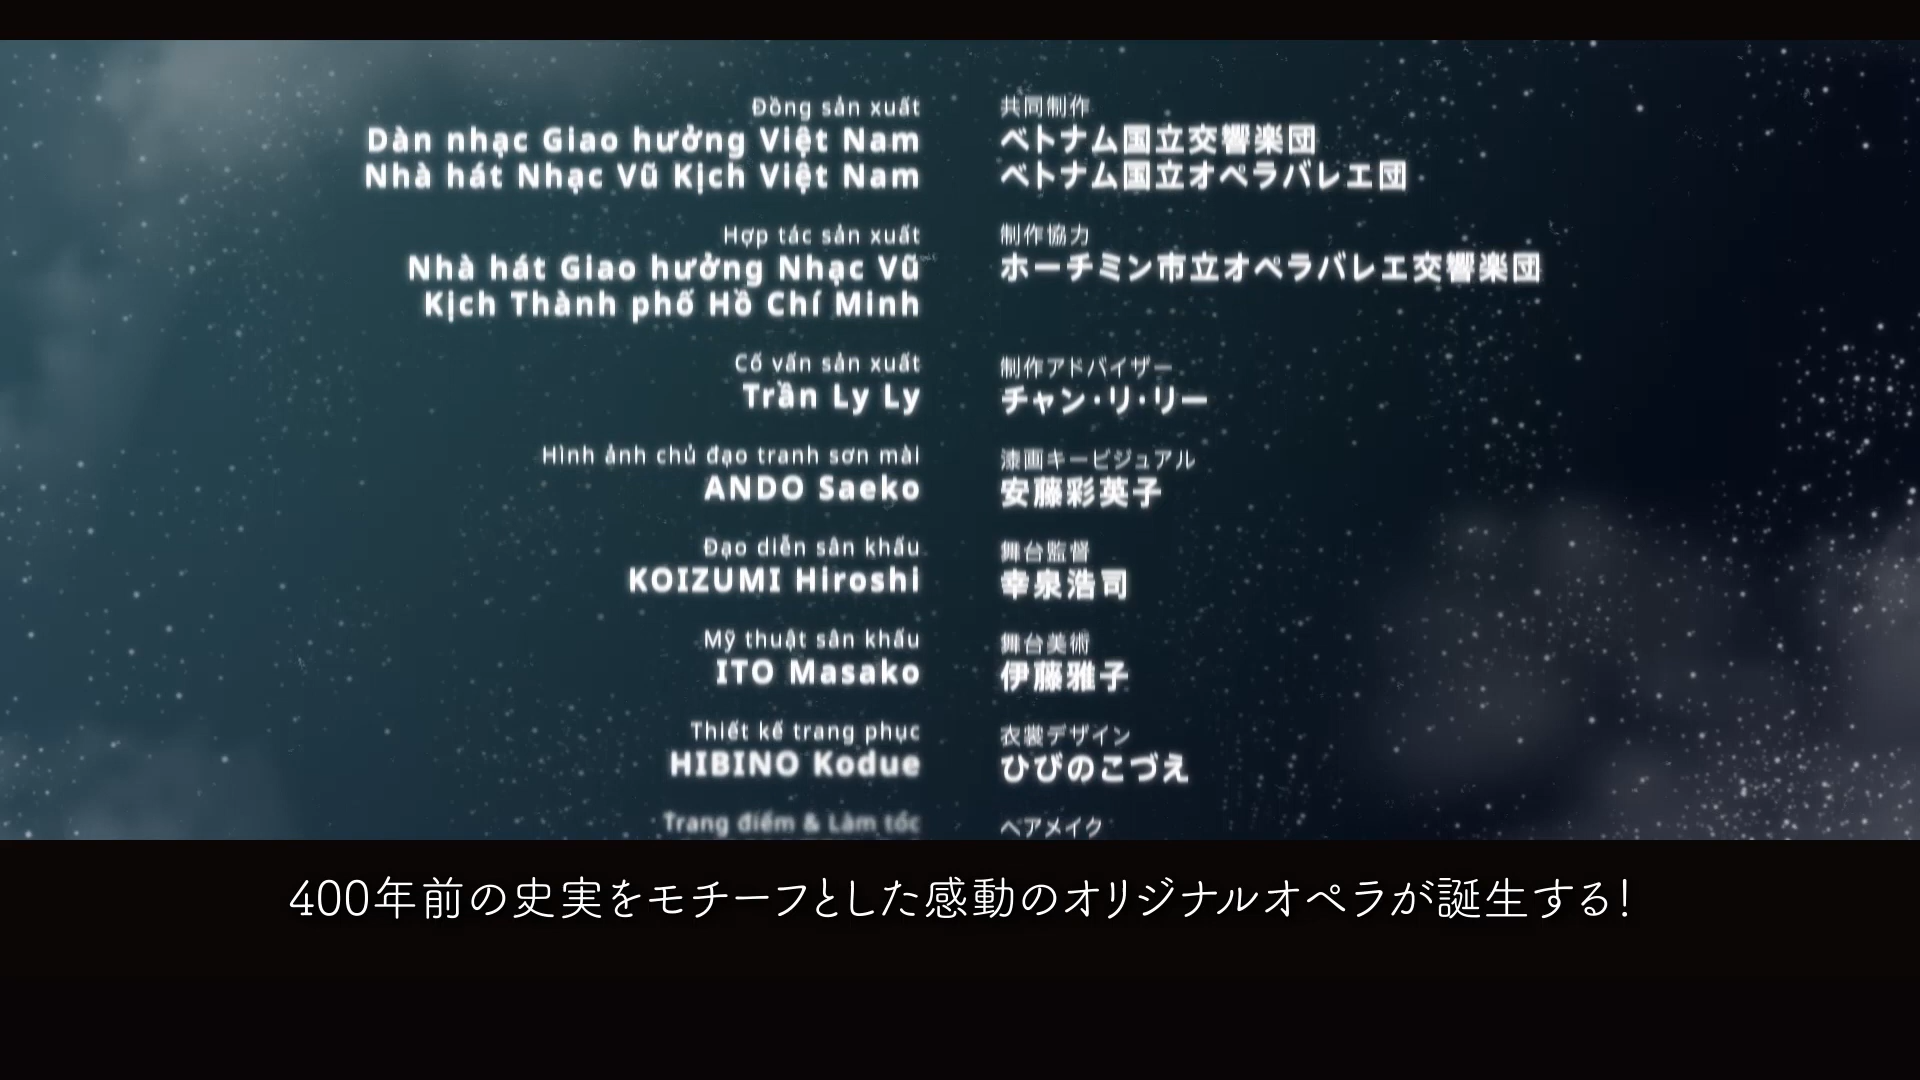 Đồng sản xuất
Dàn nhạc Giao hưởng Việt Nam
Nhà hát Nhạc Vũ Kịch Việt Nam
Hợp tác sản xuất
Nhà hát Giao hưởng Nhạc Vũ
Kịch Thành phố Hồ Chí Minh
Cố vấn sản xuất
Trần Ly Ly
Hình ảnh chủ đạo tranh sơn mài
ANDO Saeko
Đạo diễn sân khấu
KOIZUMI Hiroshi
Mỹ thuật sân khấu
ITO Masako
Thiết kế trang phục
HIBINO Kodue
Trang điểm & Làm tóc
共同制作
ベトナム国立交響楽団
ベトナム国立オペラバレエ団
制作協力
ホーチミン市立オペラバレエ交響楽団
制作アドバイザー
チャン・リ・リー
漆画キービジュアル
安藤彩英子
舞台監督
幸泉浩司
舞台美術
伊藤雅子
衣裳デザイン
ひびのこづえ
ヘアメイク
400年前の史実をモチーフとした感動のオリジナルオペラが誕生する!